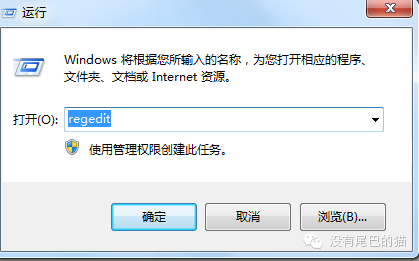 运行
Windows 将根据您所输入的名称，为您打开相应的程序、
文件夹、文档或 Internet 资源。
打开(O):
regedit
使用管理权限创建此任务。
确定
取消
浏览(B)...
没有尾巴的猫